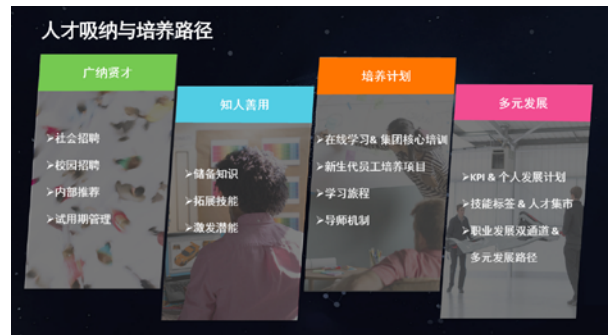 人才吸纳与培养路径
广纳贤才
➢社会招聘
➢校园招聘
➢内部推荐
➢试用期管理
知人善用
➢储备知识
➢拓展技能
➢激发潜能
培养计划
➢在线学习& 集团核心培训
➢新生代员工培养项目
➢学习旅程
➢导师机制
多元发展
➢KPI & 个人发展计划
➢技能标签 & 人才集市
➢职业发展双通道 &
多元发展路径